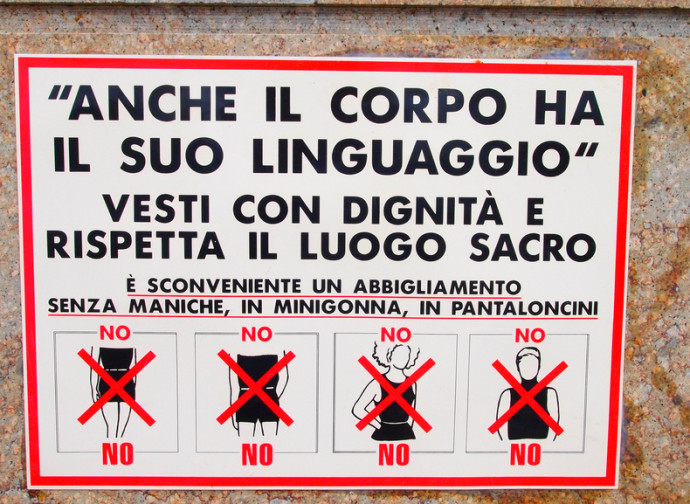 "ANCHE IL CORPO HA
IL SUO LINGUAGGIO"
VESTI CON DIGNITÀ E
RISPETTA IL LUOGO SACRO
È SCONVENIENTE UN ABBIGLIAMENTO
SENZA MANICHE, IN MINIGONNA, IN PANTALONCINI
NO NO NO NO
NO NO NO NO